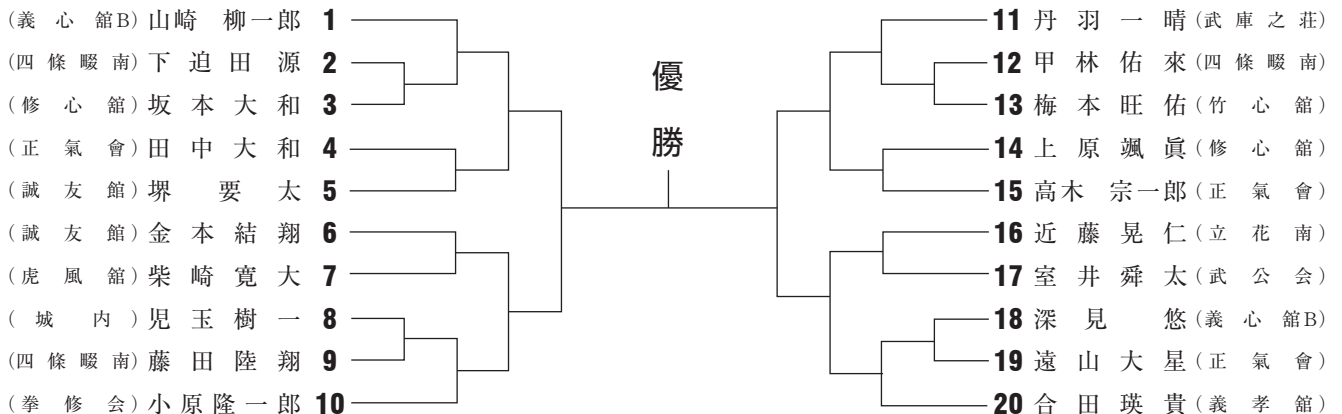 (義心舘B) 山崎 柳一郎 1
(四條畷南) 下迫田源 2
(修心舘) 坂本大和 3
(正氣會) 田中大和 4
(誠友館) 堺 要太 5
(誠友館) 金本結翔 6
(虎風舘) 柴崎寛大 7
(城内) 児玉樹一 8
(四條畷南) 藤田陸翔 9
(拳修会) 小原隆一郎 10
優勝
11 丹羽一晴 (武庫之荘)
12 甲林佑來 (四條畷南)
13 梅本旺佑 (竹心舘)
14 上原颯眞 (修心舘)
15 高木 宗一郎 (正氣會)
16 近藤晃仁 (立花南)
17 室井舜太 (武公会)
18 深見 悠 (義心舘B)
19 遠山大星 (正氣會)
20 合田瑛貴 (義孝舘)